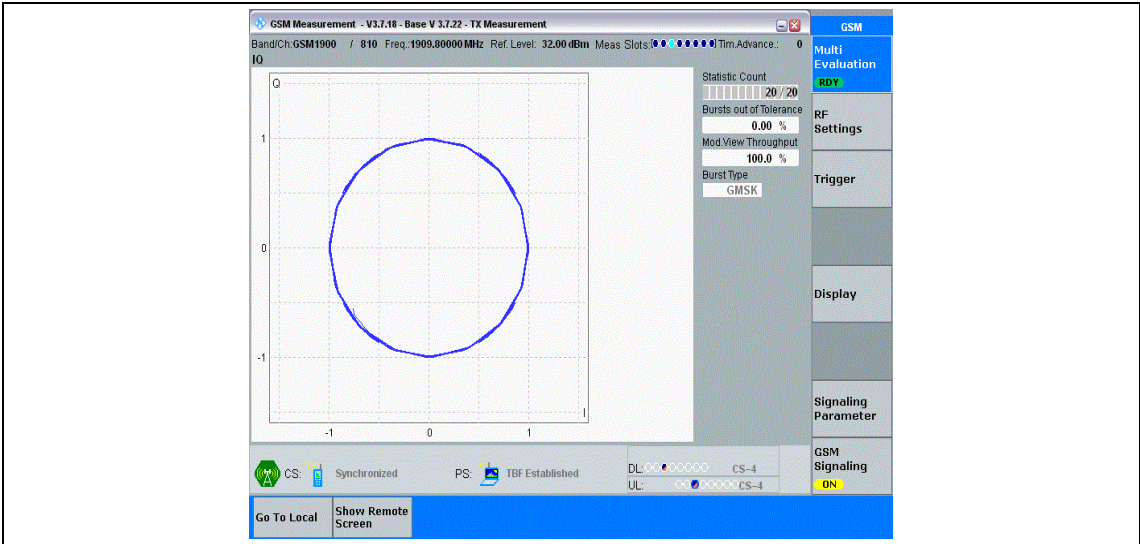 GSM Measurement - V3.7.18 - Base V 3.7.22 - TX Measurement
GSM
Band/Ch:GSM1900 / 810 Freq.:1909.80000 MHz Ref. Level: 32.00 dBm Meas Slots: Tim.Advance.: 0
IQ
Multi
Evaluation
RDY
Q
1
0
-1
I
-1 0 1
Statistic Count
20 / 20
Bursts out of Tolerance
0.00 %
Mod.View Throughput
100.0 %
Burst Type
GMSK
RF
Settings
Trigger
Display
Signaling
Parameter
GSM
Signaling
ON
CS: Synchronized PS: TBF Established
DL: CS-4
UL: CS-4
Go To Local
Show Remote
Screen